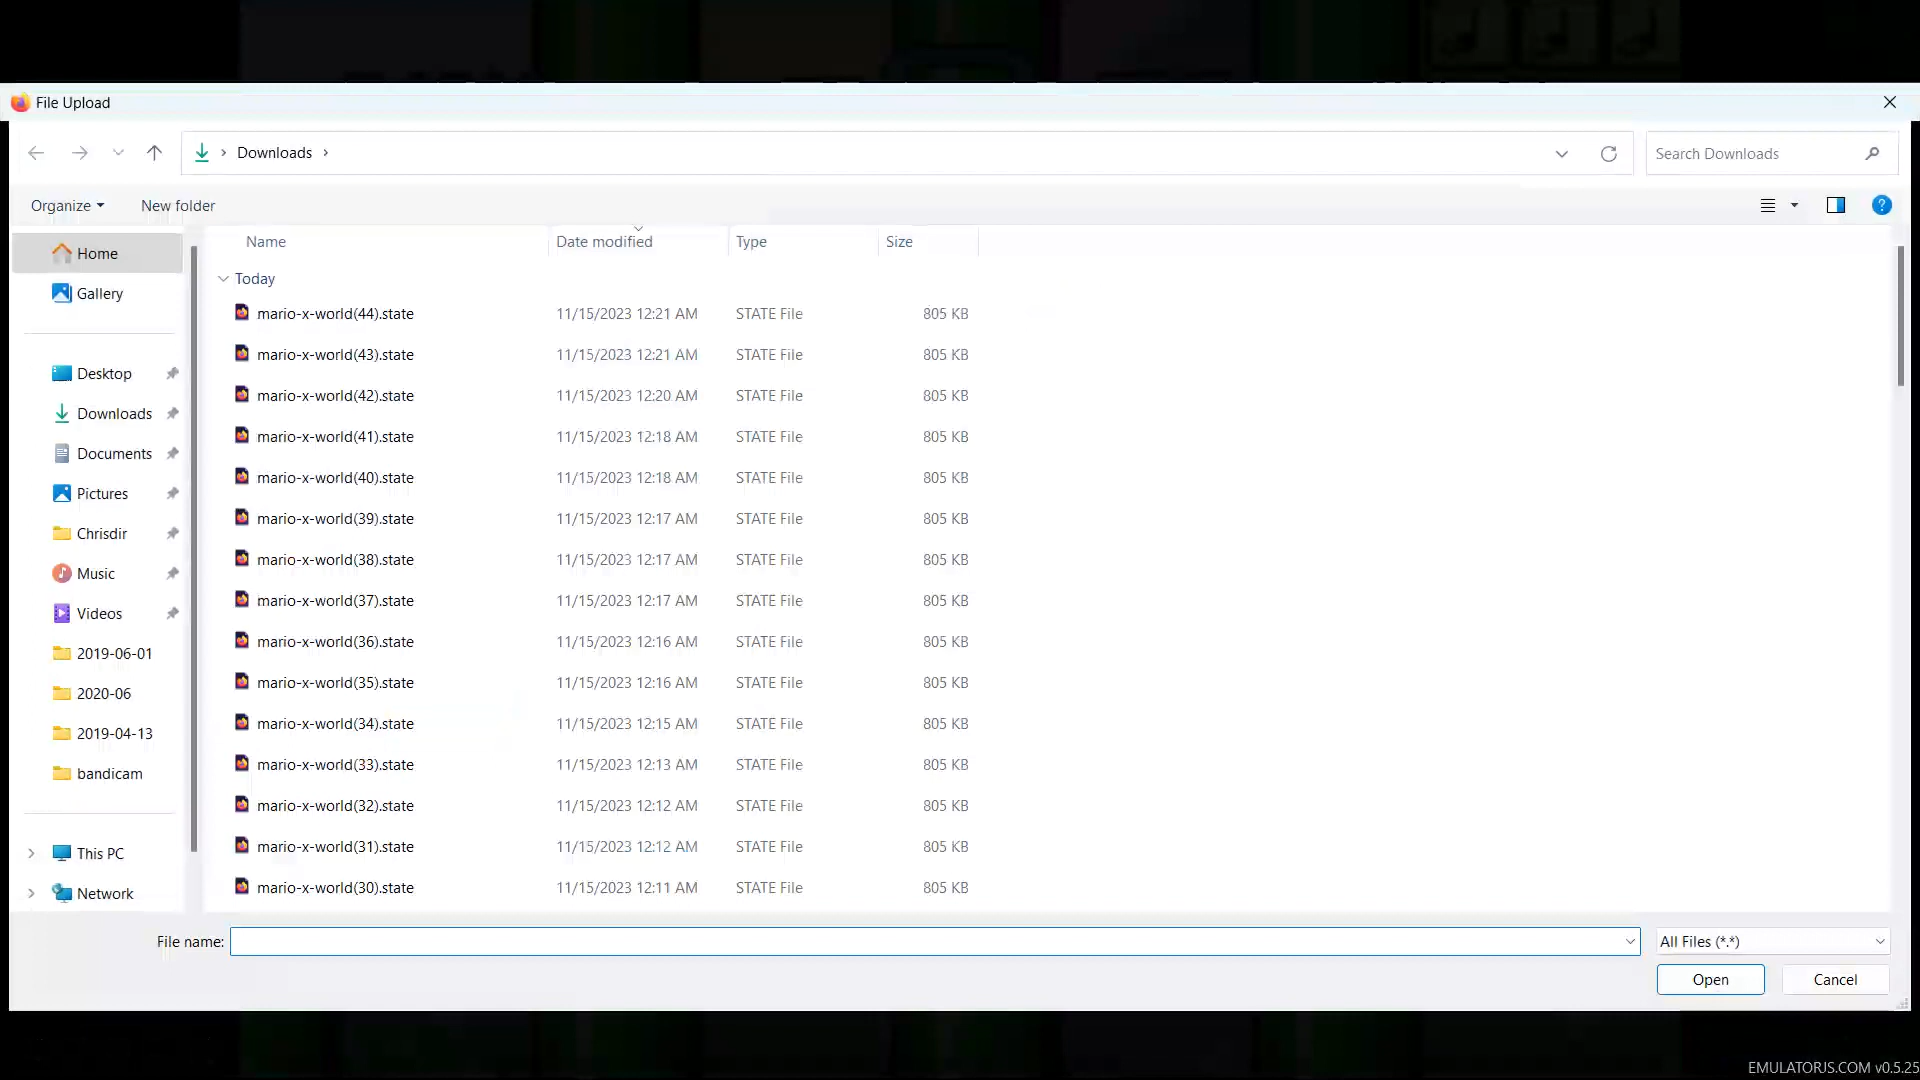 File Upload
Downloads
Search Downloads
Organize
New folder
Name Date modified Type Size
Home
Gallery
Desktop
Downloads
Documents
Pictures
Chrisdir
Music
Videos
2019-06-01
2020-06
2019-04-13
bandicam
This PC
Network
Today
mario-x-world(44).state 11/15/2023 12:21 AM STATE File 805 KB
mario-x-world(43).state 11/15/2023 12:21 AM STATE File 805 KB
mario-x-world(42).state 11/15/2023 12:20 AM STATE File 805 KB
mario-x-world(41).state 11/15/2023 12:18 AM STATE File 805 KB
mario-x-world(40).state 11/15/2023 12:18 AM STATE File 805 KB
mario-x-world(39).state 11/15/2023 12:17 AM STATE File 805 KB
mario-x-world(38).state 11/15/2023 12:17 AM STATE File 805 KB
mario-x-world(37).state 11/15/2023 12:17 AM STATE File 805 KB
mario-x-world(36).state 11/15/2023 12:16 AM STATE File 805 KB
mario-x-world(35).state 11/15/2023 12:16 AM STATE File 805 KB
mario-x-world(34).state 11/15/2023 12:15 AM STATE File 805 KB
mario-x-world(33).state 11/15/2023 12:13 AM STATE File 805 KB
mario-x-world(32).state 11/15/2023 12:12 AM STATE File 805 KB
mario-x-world(31).state 11/15/2023 12:12 AM STATE File 805 KB
mario-x-world(30).state 11/15/2023 12:11 AM STATE File 805 KB
File name:
All Files (*.*)
Open
Cancel
EMULATORJS.COM v0.5.25